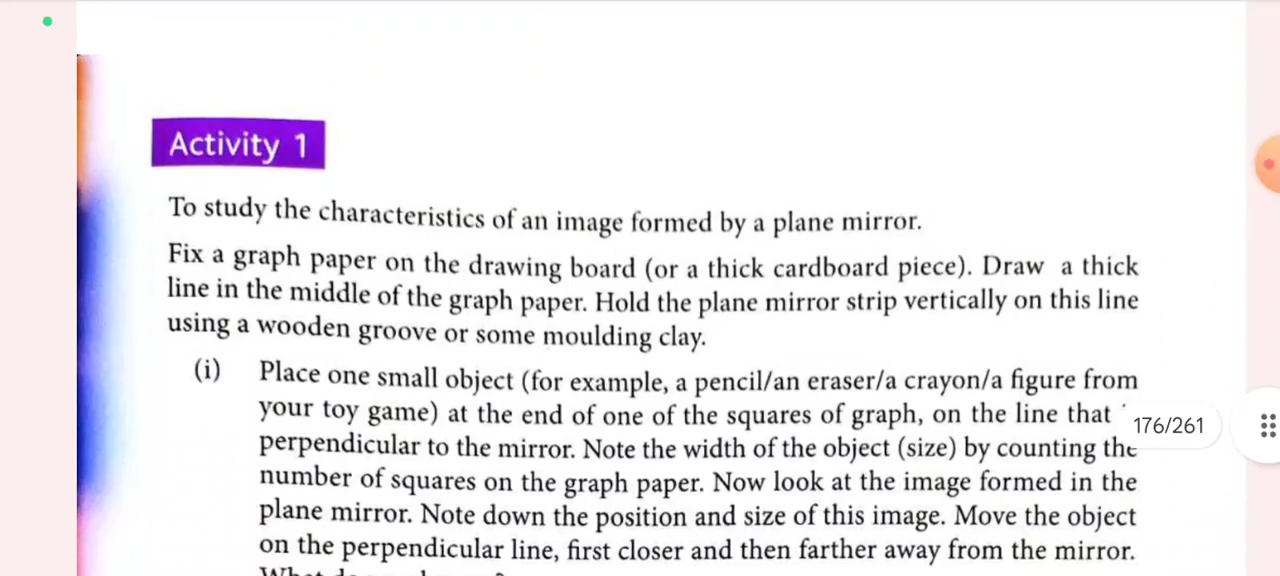 Activity 1
To study the characteristics of an image formed by a plane mirror.
Fix a graph paper on the drawing board (or a thick cardboard piece). Draw a thick
line in the middle of the graph paper. Hold the plane mirror strip vertically on this line
using a wooden groove or some moulding clay.
(i) Place one small object (for example, a pencil/an eraser/a crayon/a figure from
your toy game) at the end of one of the squares of graph, on the line that
176/261
perpendicular to the mirror. Note the width of the object (size) by counting the
number of squares on the graph paper. Now look at the image formed in the
plane mirror. Note down the position and size of this image. Move the object
on the perpendicular line, first closer and then farther away from the mirror.